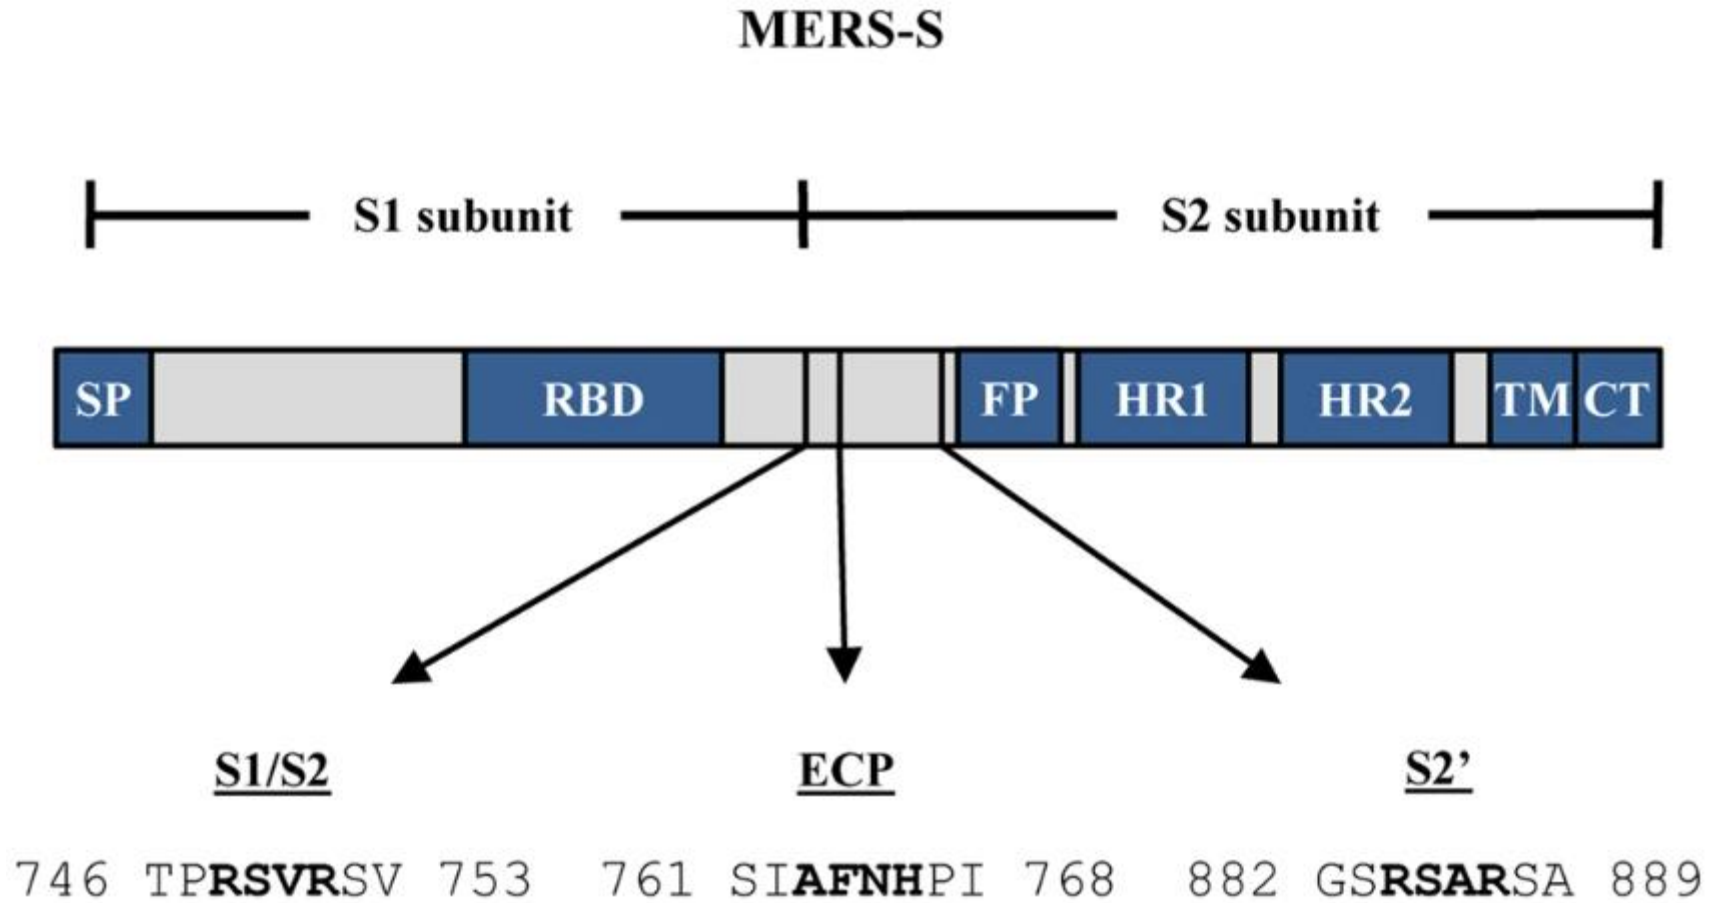 MERS-S
S1 subunit S2 subunit
SP RBD FP HR1 HR2 TM CT
S1/S2 ECP S2’
746 TPRSVRSV 753 761 SIAFNHPI 768 882 GSRSARSA 889